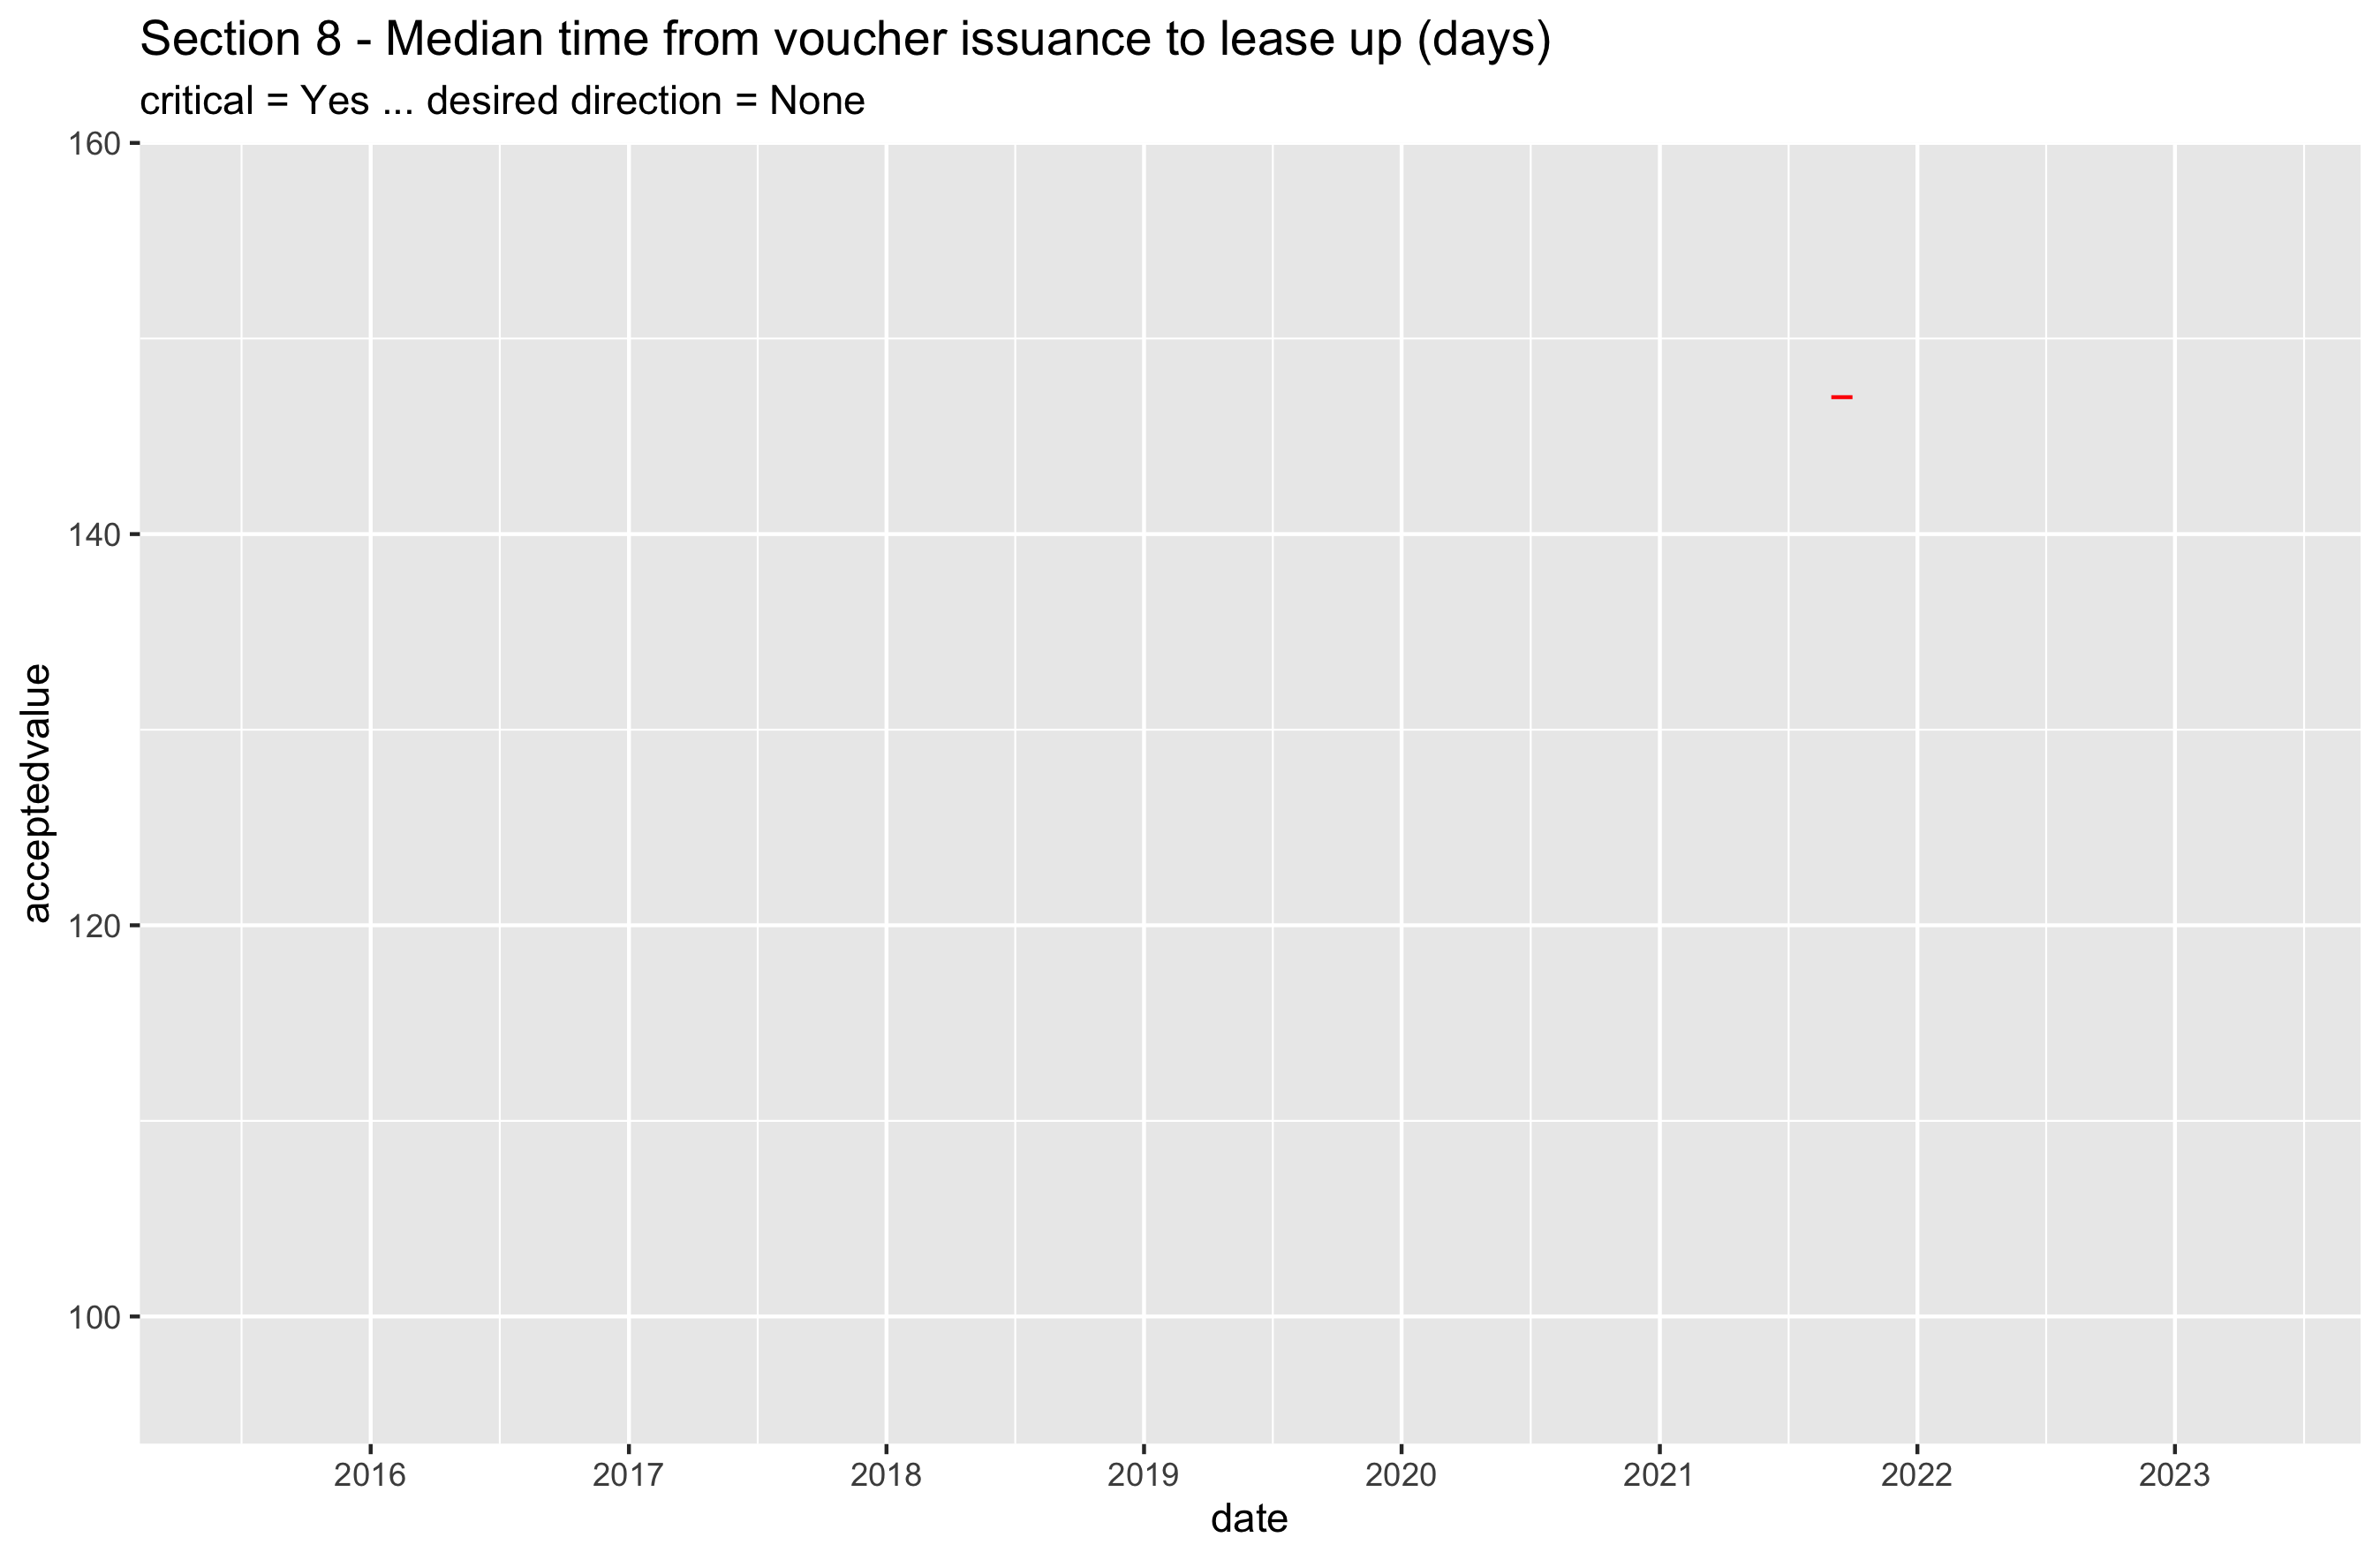 Section 8 - Median time from voucher issuance to lease up (days)
critical = Yes ... desired direction = None
160
140
120
100
acceptedvalue
2016 2017 2018 2019 2020 2021 2022 2023
date